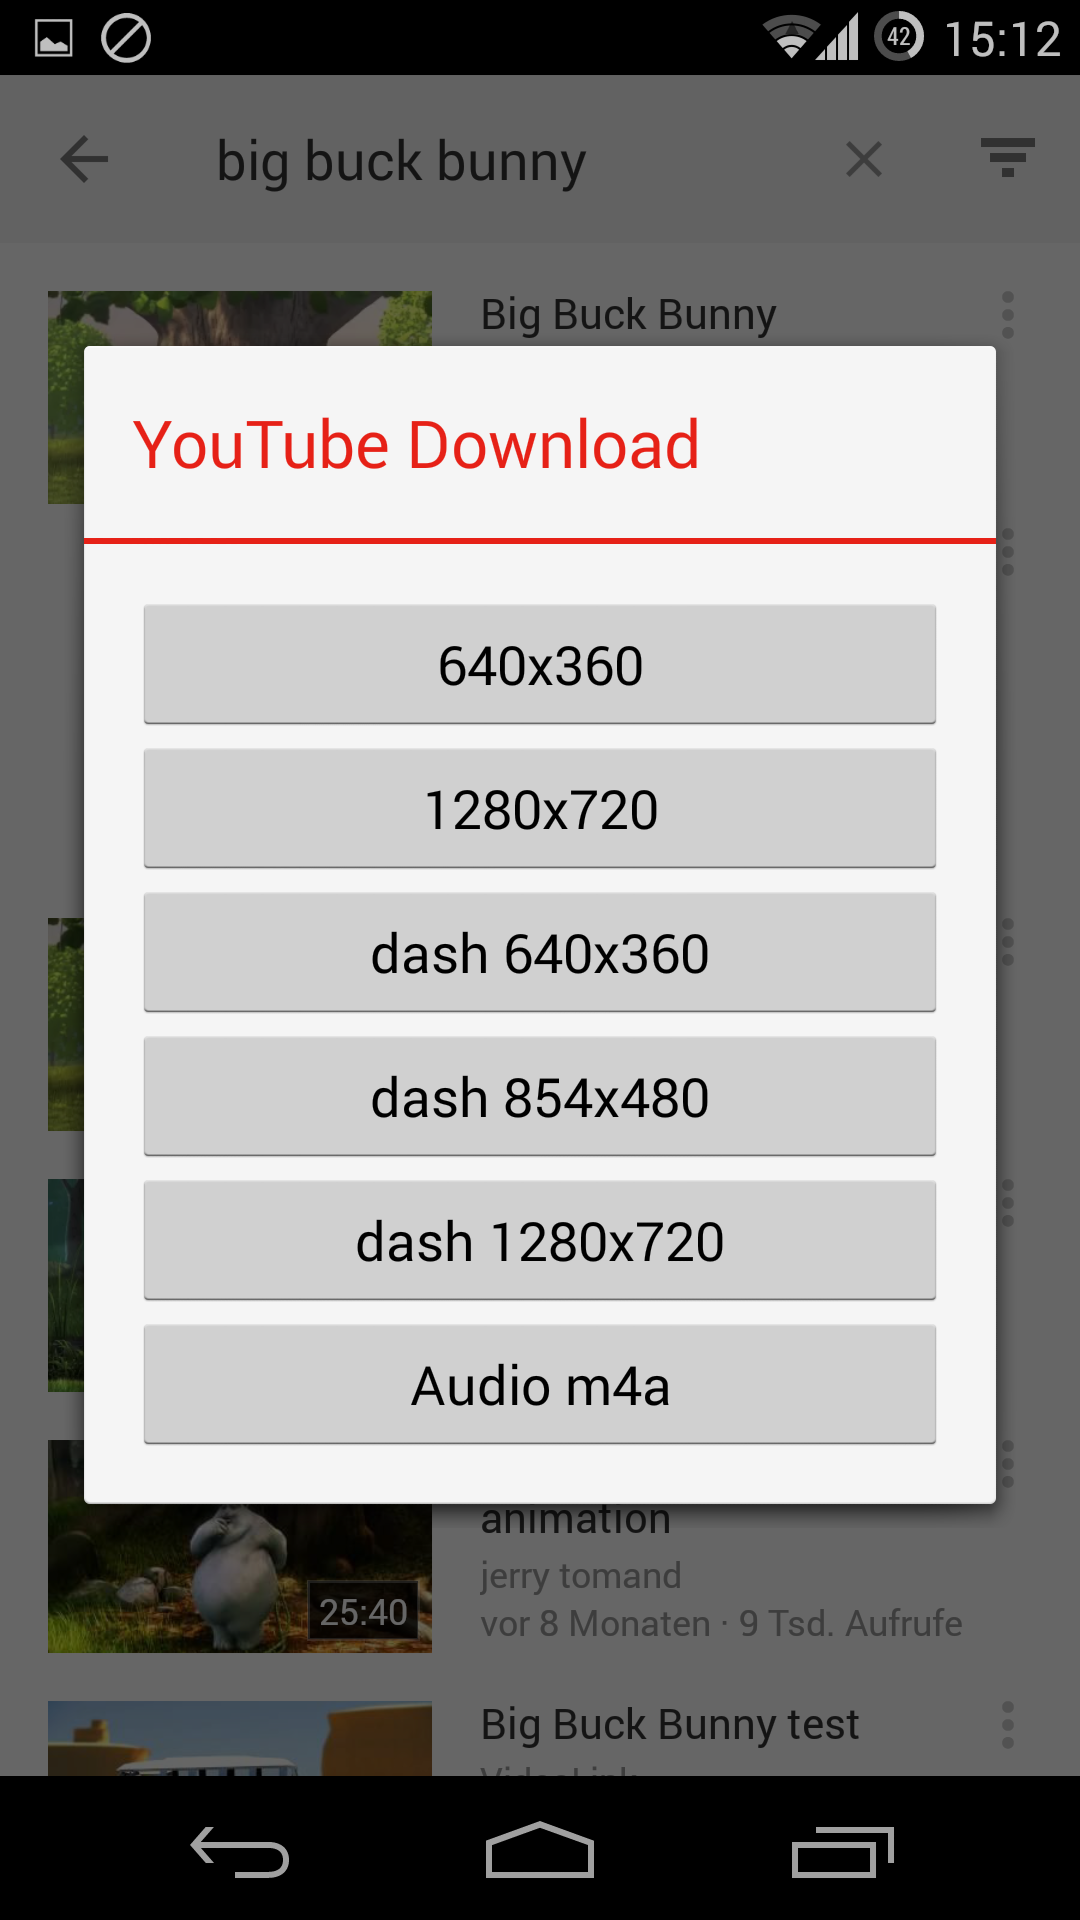 42 15:12
big buck bunny
Big Buck Bunny
YouTube Download
640x360
1280x720
dash 640x360
dash 854x480
dash 1280x720
Audio m4a
animation
jerry tomand
25:40
vor 8 Monaten · 9 Tsd. Aufrufe
Big Buck Bunny test